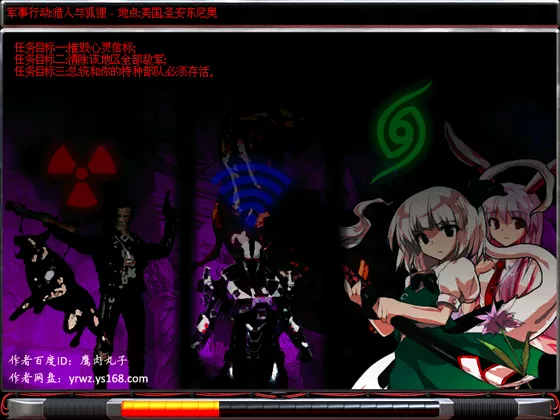 军事行动:猎人与狐狸 - 地点:美国,圣安东尼奥
任务目标一:摧毁心灵信标;
任务目标二:清除该地区全部敌军;
任务目标三:总统和你的特种部队必须存活。
作者百度ID：鹰肉丸子
作者网盘：yrwz.ys168.com